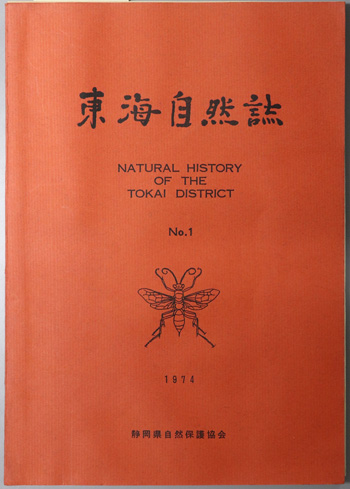 東海自然誌
NATURAL HISTORY
OF THE
TOKAI DISTRICT
No.1
1974
静岡県自然保護協会